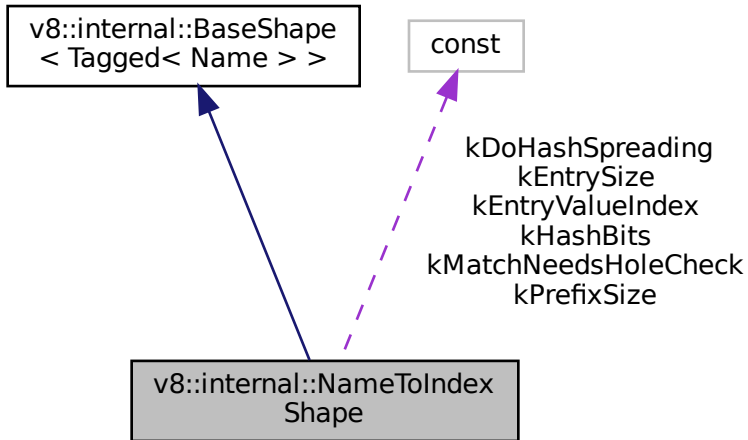 v8::internal::BaseShape
< Tagged< Name > >
const
kDoHashSpreading
kEntrySize
kEntryValueIndex
kHashBits
kMatchNeedsHoleCheck
kPrefixSize
v8::internal::NameToIndex
Shape